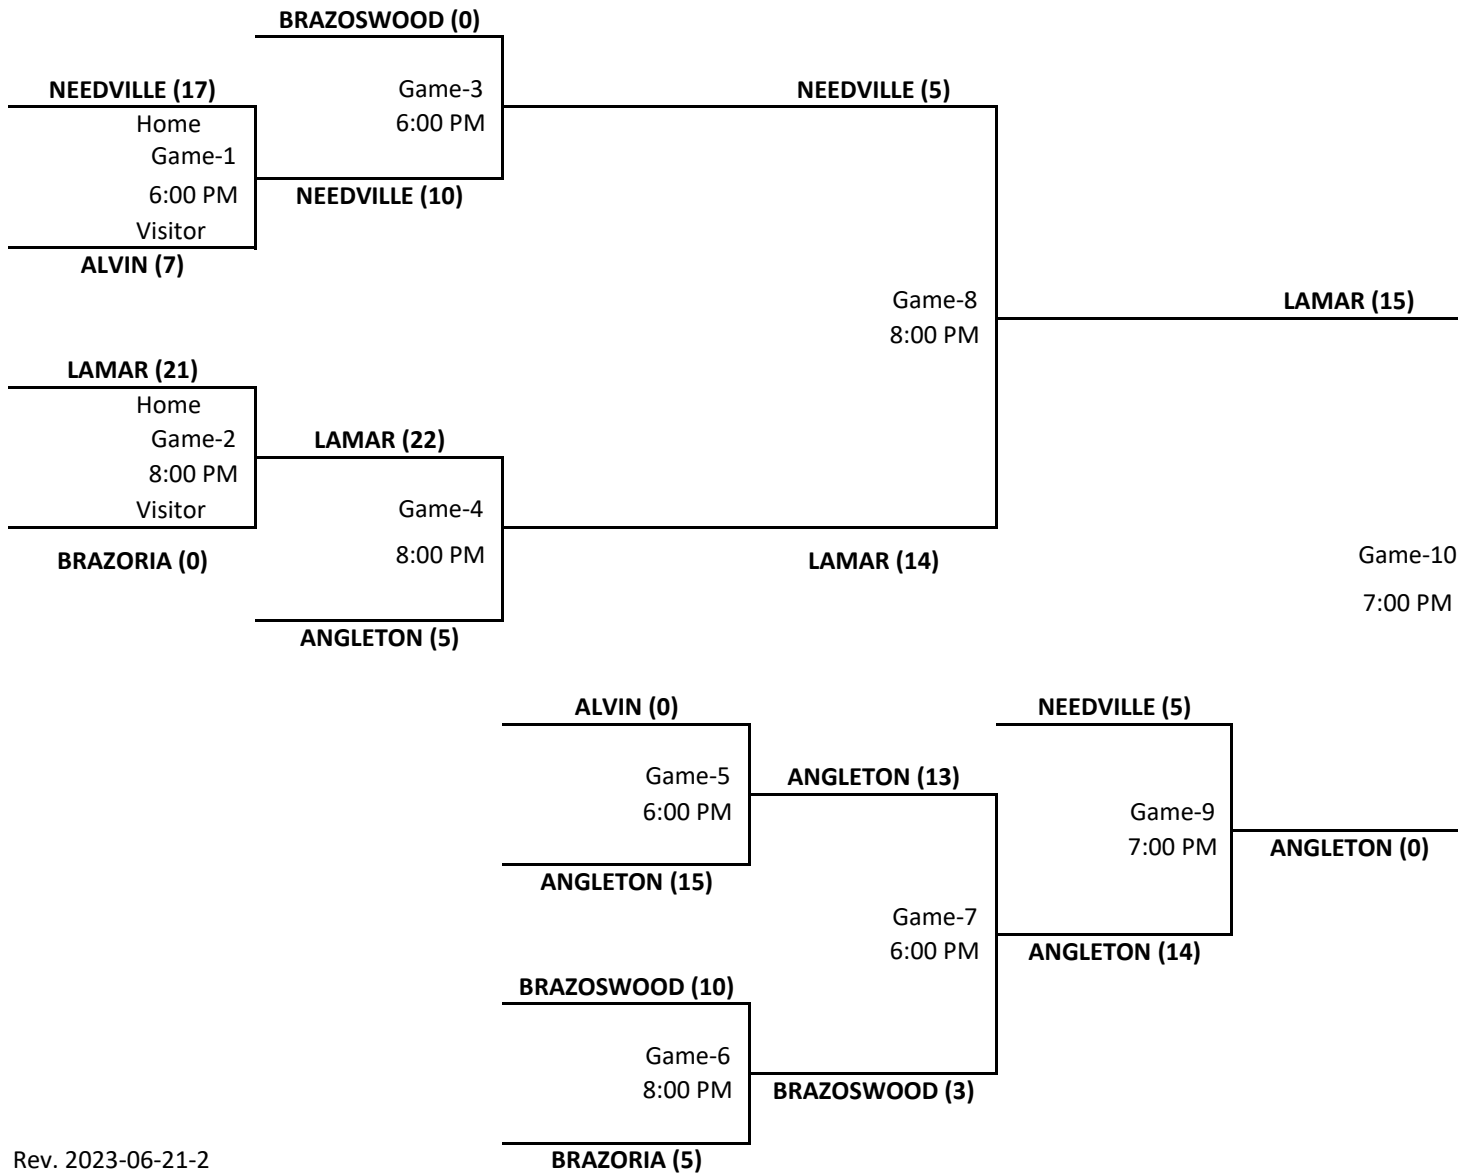 BRAZOSWOOD (0)
NEEDVILLE (17)
Game-3
NEEDVILLE (5)
Home
6:00 PM
Game-1
6:00 PM
NEEDVILLE (10)
Visitor
ALVIN (7)
Game-8
LAMAR (15)
8:00 PM
LAMAR (21)
Home
Game-2
LAMAR (22)
8:00 PM
Visitor
Game-4
BRAZORIA (0)
8:00 PM
LAMAR (14)
Game-10
7:00 PM
ANGLETON (5)
ALVIN (0)
NEEDVILLE (5)
Game-5
ANGLETON (13)
6:00 PM
Game-9
7:00 PM
ANGLETON (0)
ANGLETON (15)
Game-7
6:00 PM
ANGLETON (14)
BRAZOSWOOD (10)
Game-6
8:00 PM
BRAZOSWOOD (3)
Rev. 2023-06-21-2
BRAZORIA (5)